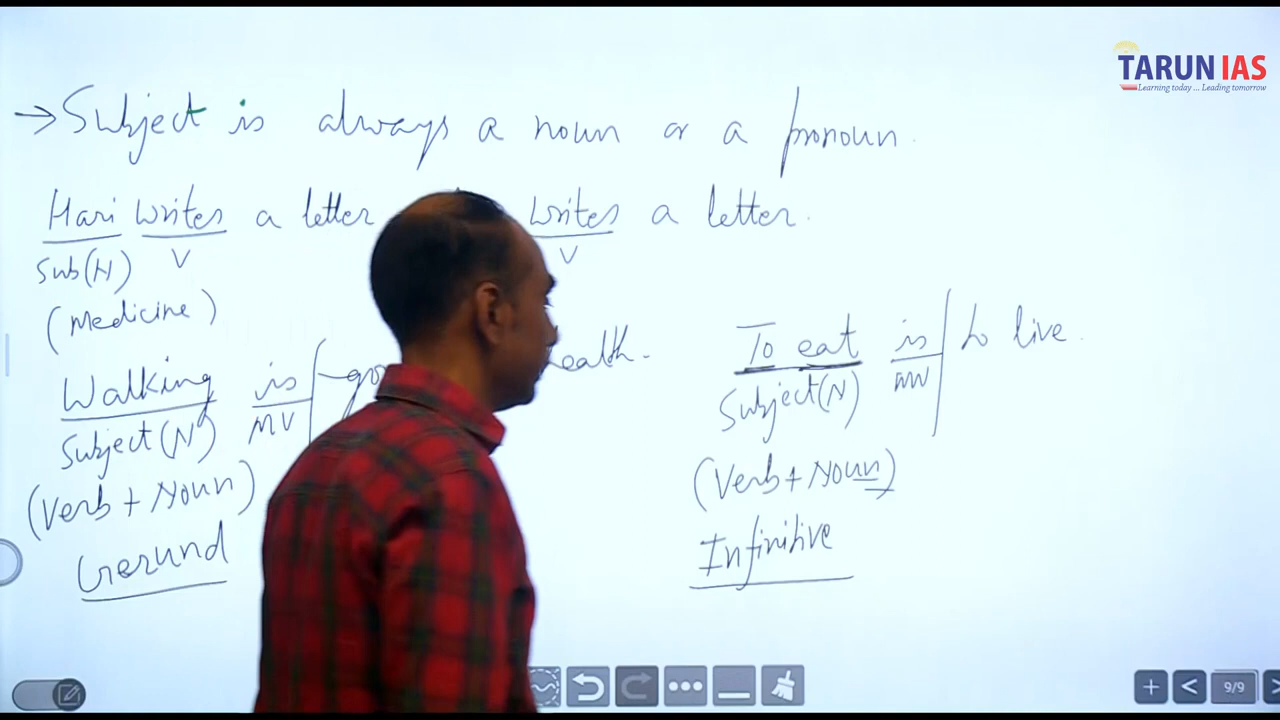 TARUN IAS
Learning today ... Leading tomorrow
→ Subject is always a noun or a pronoun.
Hari writes a letter writes a letter.
Sub(N) V V
(Medicine)
Walking is health. To eat is to live.
Subject(N) MV Subject(N) MV
(Verb + Noun) (Verb + Noun)
Gerund Infinitive
9/9